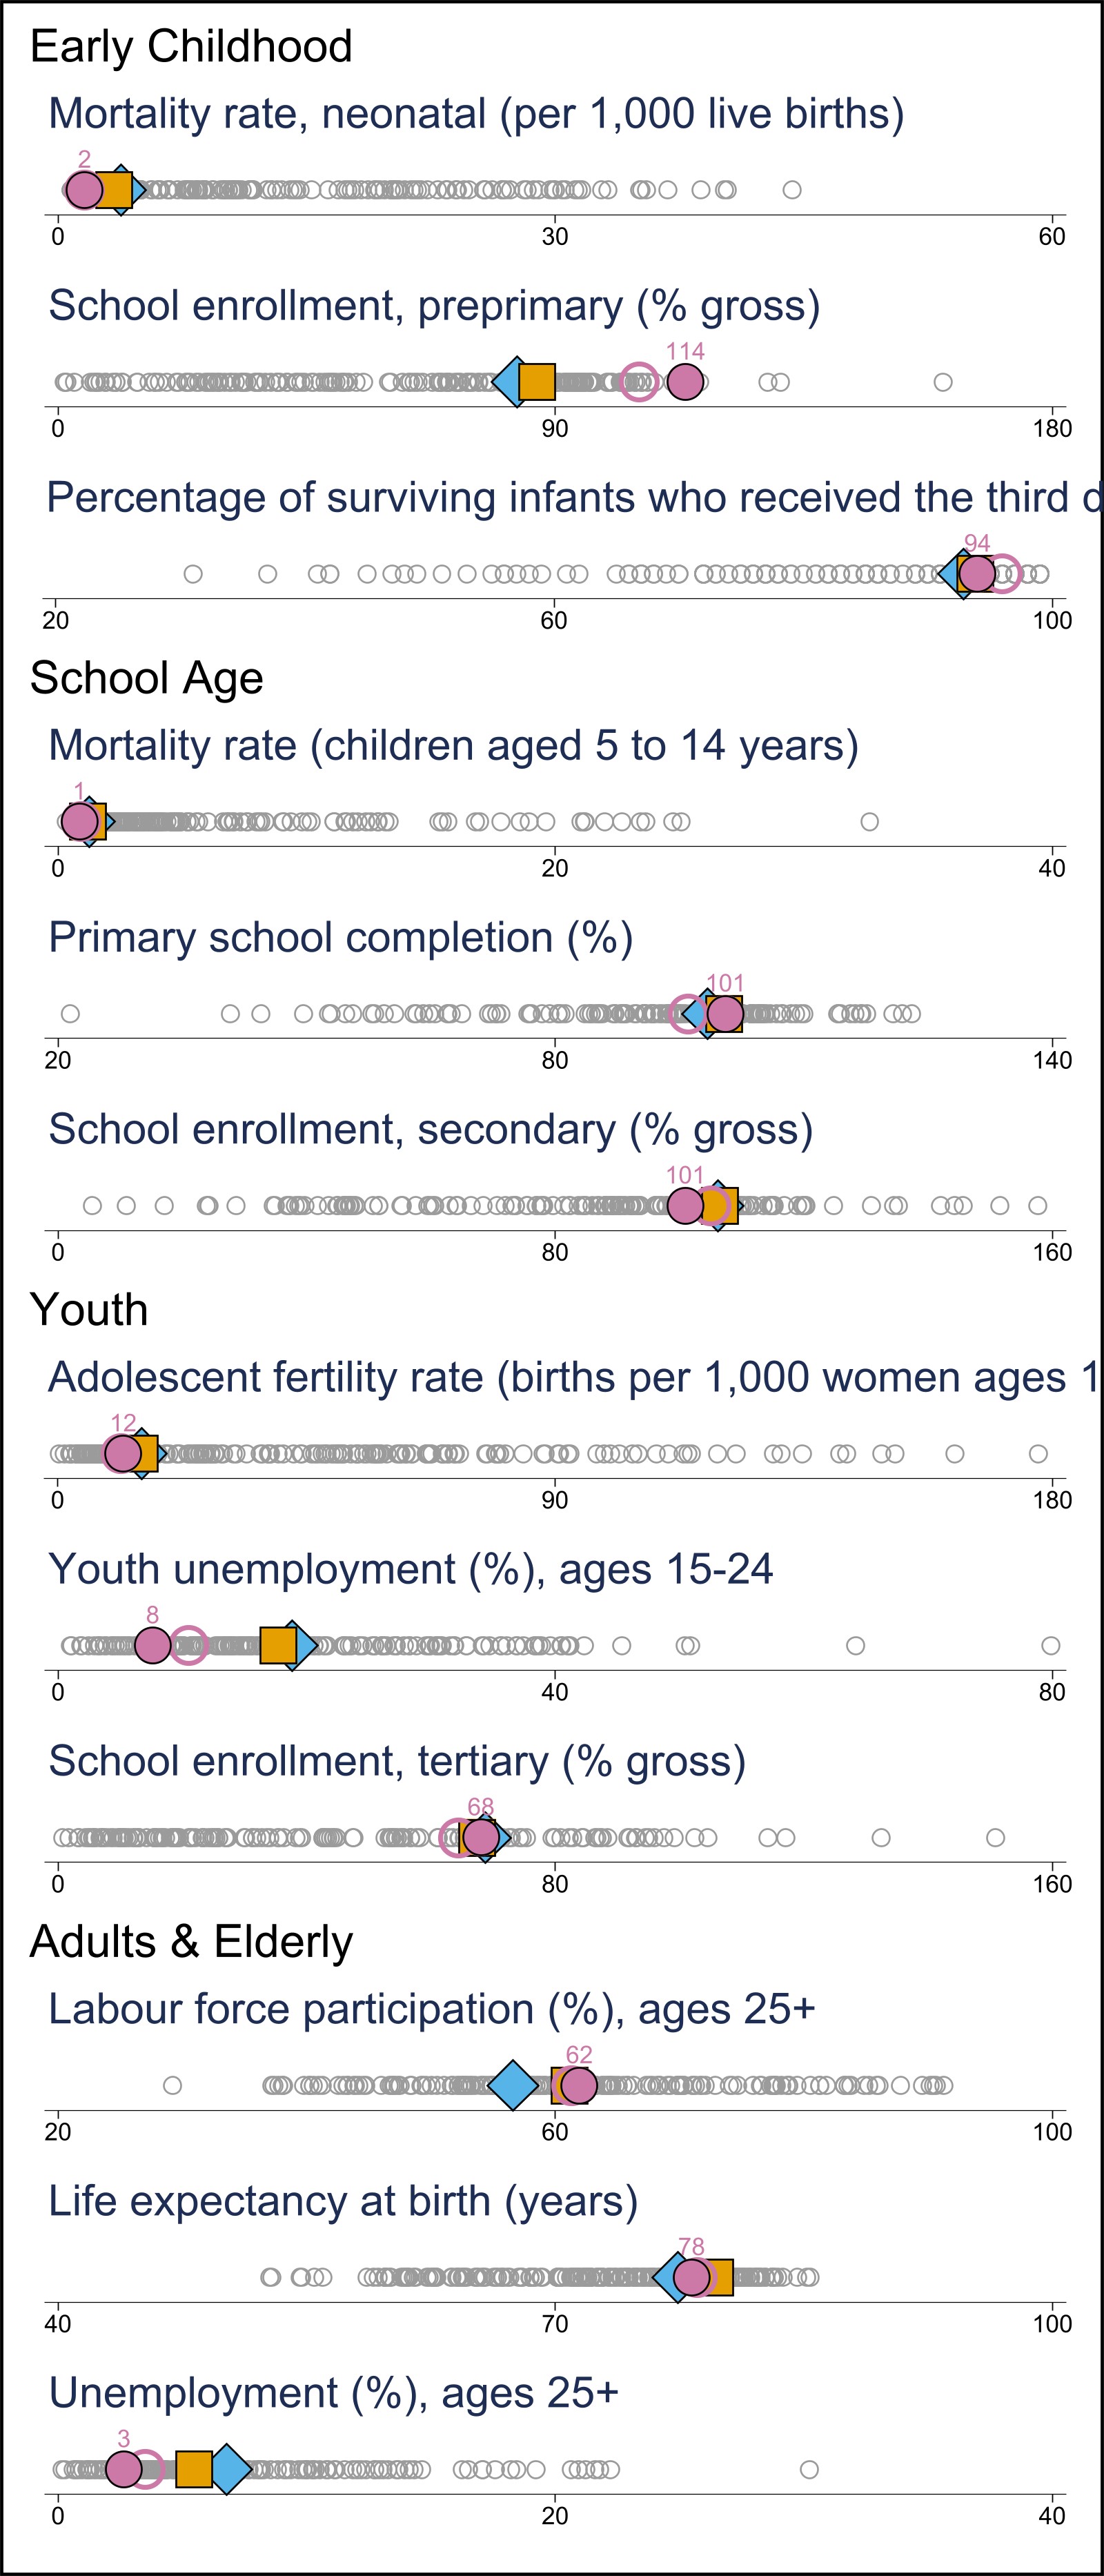 Early Childhood
Mortality rate, neonatal (per 1,000 live births)
2
0 30 60
School enrollment, preprimary (% gross)
114
0 90 180
Percentage of surviving infants who received the third d
94
20 60 100
School Age
Mortality rate (children aged 5 to 14 years)
1
0 20 40
Primary school completion (%)
101
20 80 140
School enrollment, secondary (% gross)
101
0 80 160
Youth
Adolescent fertility rate (births per 1,000 women ages 1
12
0 90 180
Youth unemployment (%), ages 15-24
8
0 40 80
School enrollment, tertiary (% gross)
68
0 80 160
Adults & Elderly
Labour force participation (%), ages 25+
62
20 60 100
Life expectancy at birth (years)
78
40 70 100
Unemployment (%), ages 25+
3
0 20 40